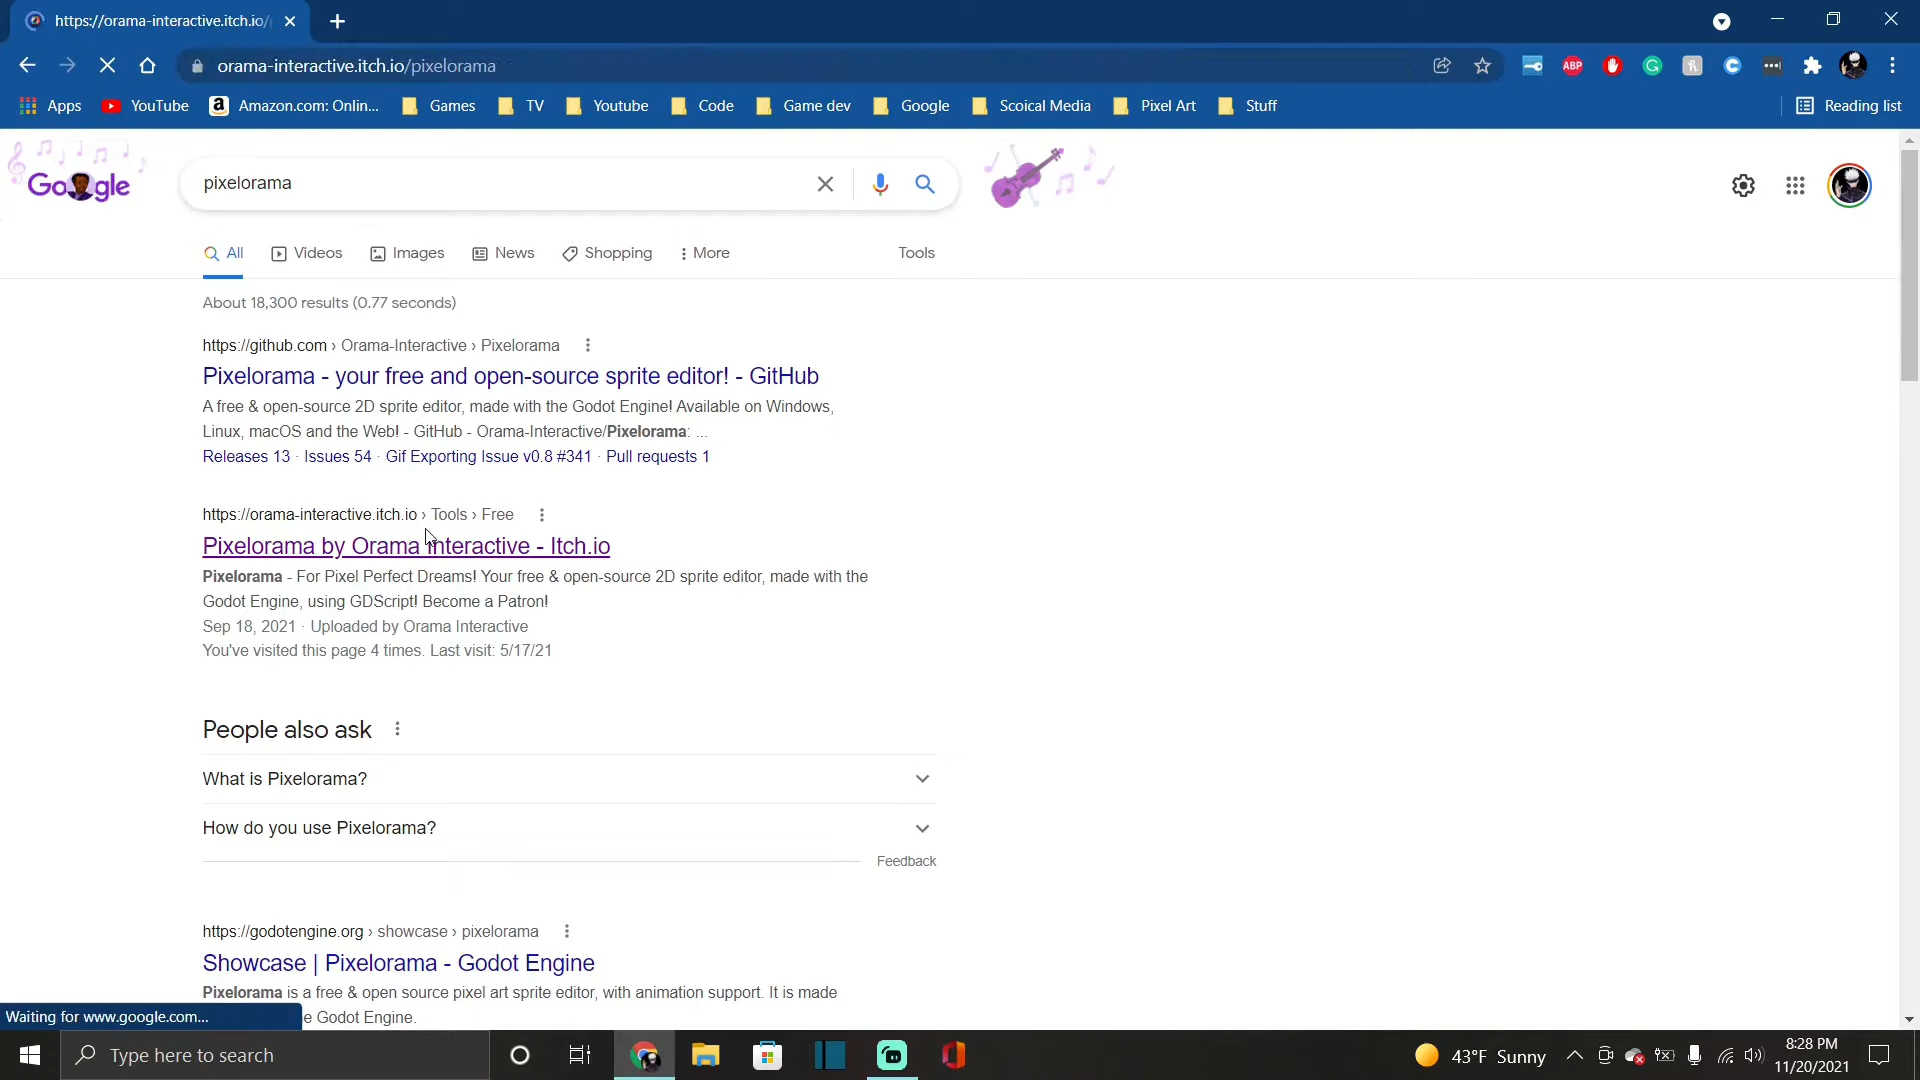 https://orama-interactive.itch.io/
orama-interactive.itch.io/pixelorama
ABP
Apps YouTube Amazon.com: Onlin... Games TV Youtube Code Game dev Google Scoical Media Pixel Art Stuff Reading list
Google
pixelorama
All Videos Images News Shopping More Tools
About 18,300 results (0.77 seconds)
https://github.com › Orama-Interactive › Pixelorama
Pixelorama - your free and open-source sprite editor! - GitHub
A free & open-source 2D sprite editor, made with the Godot Engine! Available on Windows,
Linux, macOS and the Web! - GitHub - Orama-Interactive/Pixelorama: ...
Releases 13 · Issues 54 · Gif Exporting Issue v0.8 #341 · Pull requests 1
https://orama-interactive.itch.io › Tools › Free
Pixelorama by Orama Interactive - Itch.io
Pixelorama - For Pixel Perfect Dreams! Your free & open-source 2D sprite editor, made with the
Godot Engine, using GDScript! Become a Patron!
Sep 18, 2021 · Uploaded by Orama Interactive
You've visited this page 4 times. Last visit: 5/17/21
People also ask
What is Pixelorama?
How do you use Pixelorama?
Feedback
https://godotengine.org › showcase › pixelorama
Showcase | Pixelorama - Godot Engine
Pixelorama is a free & open source pixel art sprite editor, with animation support. It is made
e Godot Engine.
Waiting for www.google.com...
Type here to search
43°F Sunny
8:28 PM
11/20/2021